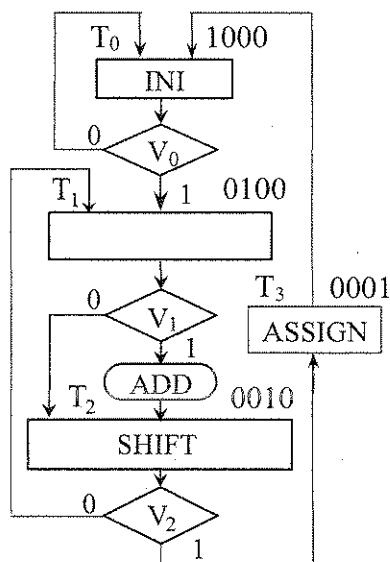 T₀ 1000
INI
0 V₀
1
T₁ 0100
0 V₁
1
T₃ 0001
ASSIGN
ADD
T₂ 0010
SHIFT
0 V₂
1